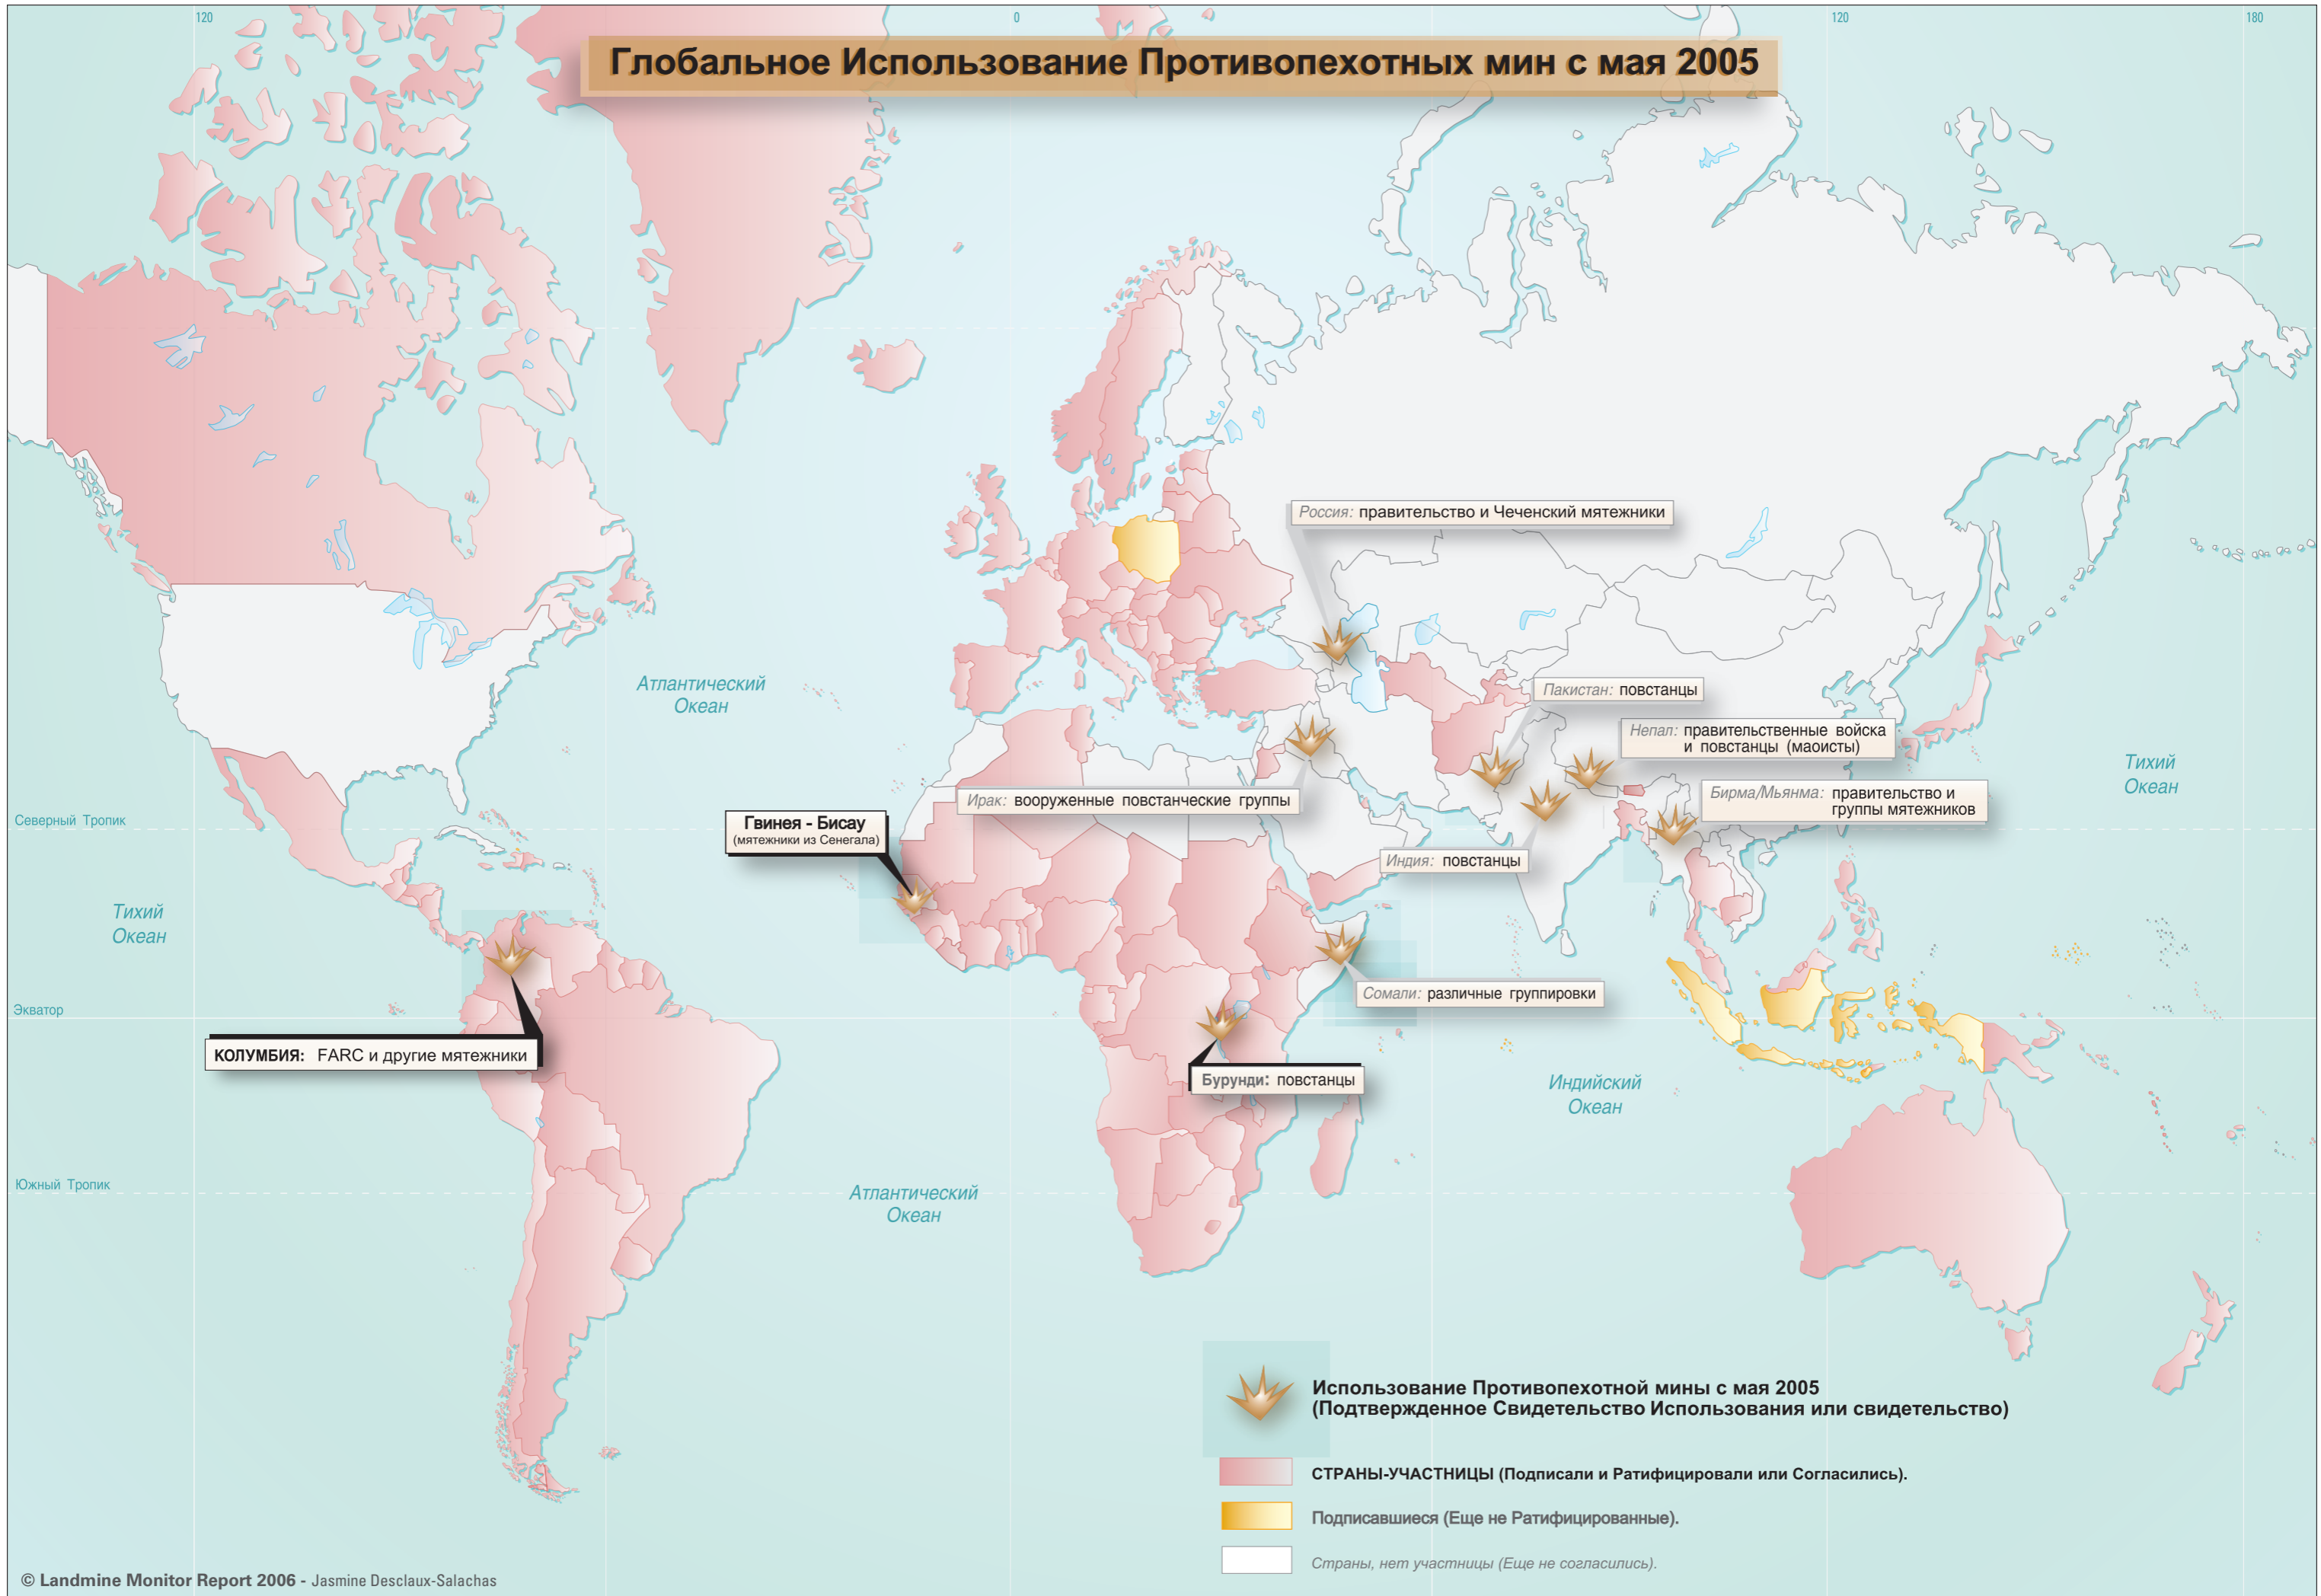 120
0
120
180
Глобальное Использование Противопехотных мин с мая 2005
Россия: правительство и Чеченский мятежники
Атлантический
Океан
Пакистан: повстанцы
Непал: правительственные войска
и повстанцы (маоисты)
Тихий
Океан
Ирак: вооруженные повстанческие группы
Бирма/Мьянма: правительство и
группы мятежников
Северный Тропик
Гвинея - Бисау
(мятежники из Сенегала)
Индия: повстанцы
Тихий
Океан
Сомали: различные группировки
Экватор
КОЛУМБИЯ: FARC и другие мятежники
Бурунди: повстанцы
Индийский
Океан
Южный Тропик
Атлантический
Океан
Использование Противопехотной мины с мая 2005
(Подтвержденное Свидетельство Использования или свидетельство)
СТРАНЫ-УЧАСТНИЦЫ (Подписали и Ратифицировали или Согласились).
Подписавшиеся (Еще не Ратифицированные).
Страны, нет участницы (Еще не согласились).
© Landmine Monitor Report 2006 - Jasmine Desclaux-Salachas